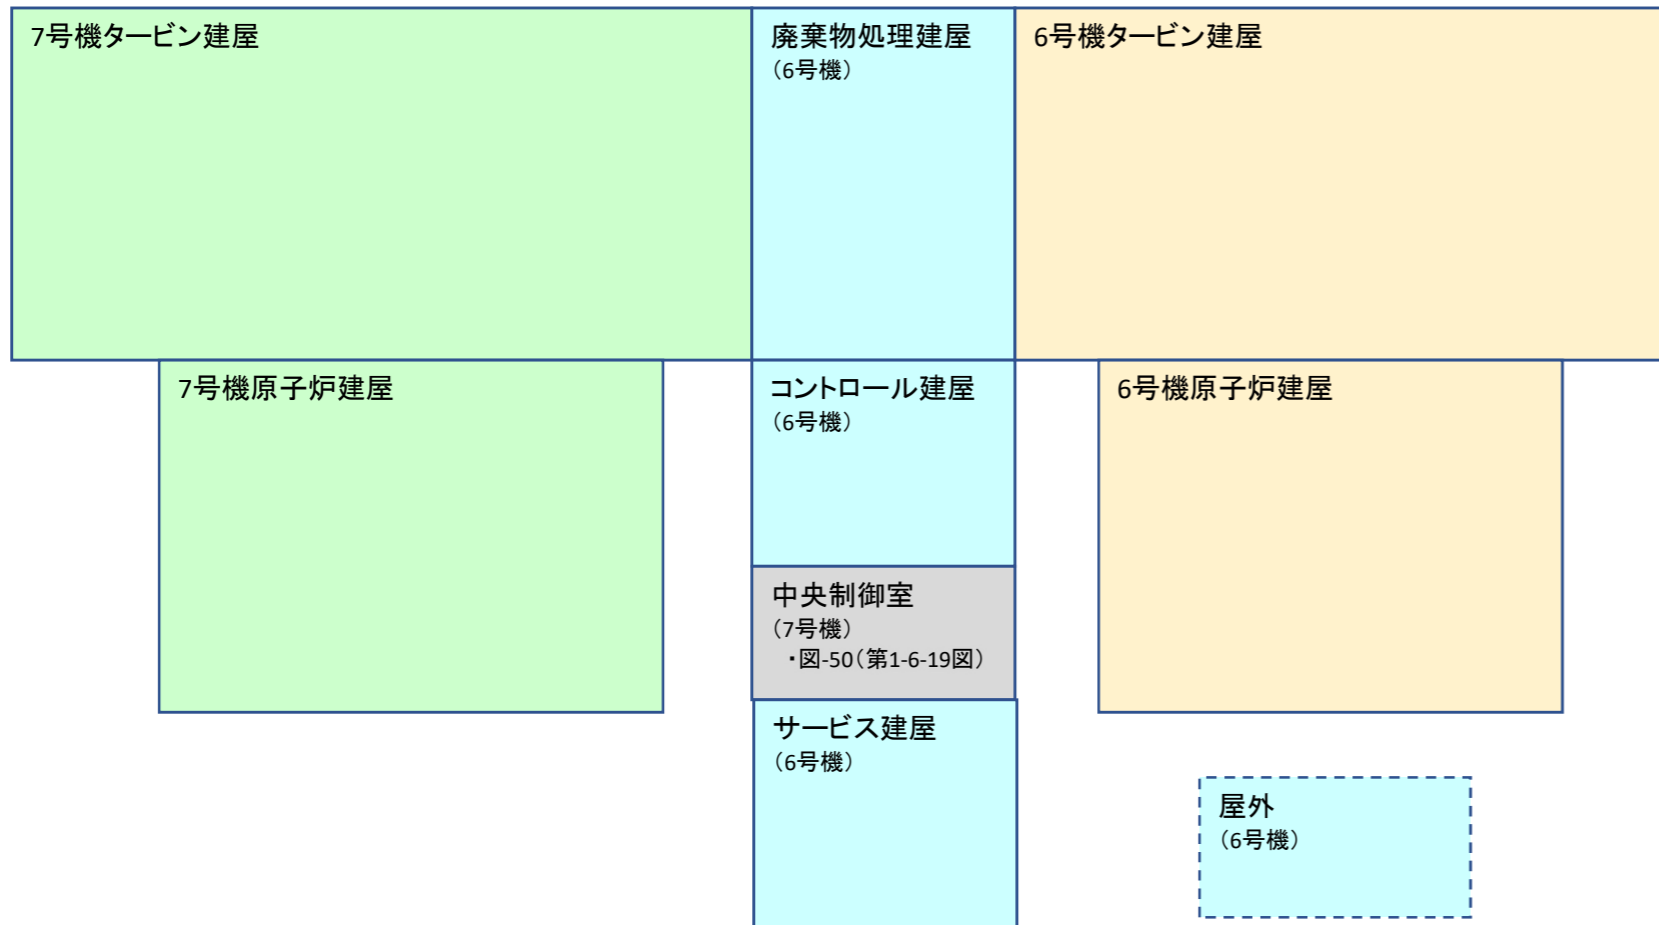 7号機タービン建屋
廃棄物処理建屋
（6号機）
6号機タービン建屋
7号機原子炉建屋
コントロール建屋
（6号機）
6号機原子炉建屋
中央制御室
（7号機）
・図-50（第1-6-19図）
サービス建屋
（6号機）
屋外
（6号機）